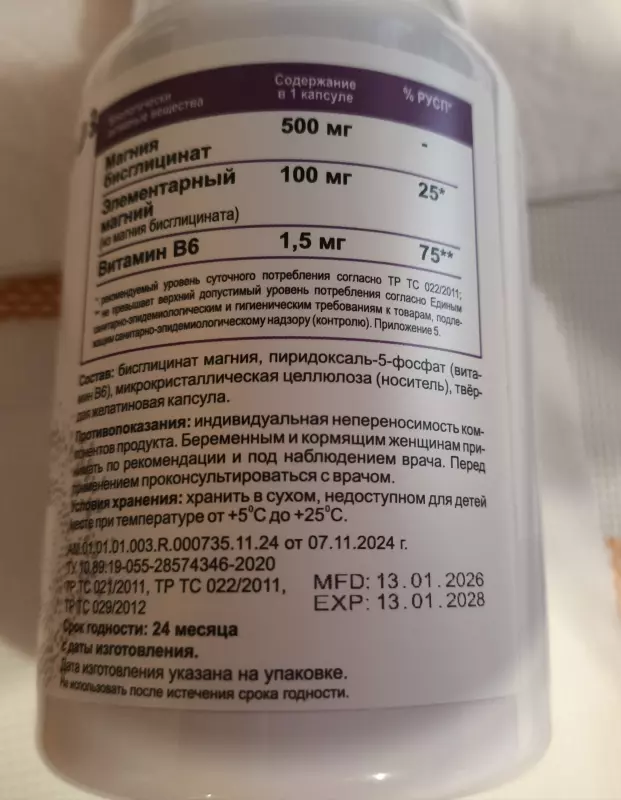 Биологически активные вещества
Содержание в 1 капсуле
% РУСП*
Магния бисглицинат
500 мг
-
Элементарный магний (из магния бисглицината)
100 мг
25*
Витамин В6
1,5 мг
75**
* рекомендуемый уровень суточного потребления согласно ТР ТС 022/2011;
** не превышает верхний допустимый уровень потребления согласно Единым
санитарно-эпидемиологическим и гигиеническим требованиям к товарам, подле-
жащим санитарно-эпидемиологическому надзору (контролю). Приложение 5.
Состав: бисглицинат магния, пиридоксаль-5-фосфат (вита-
мин В6), микрокристаллическая целлюлоза (носитель), твёр-
дая желатиновая капсула.
Противопоказания: индивидуальная непереносимость ком-
понентов продукта. Беременным и кормящим женщинам при-
нимать по рекомендации и под наблюдением врача. Перед
применением проконсультироваться с врачом.
Условия хранения: хранить в сухом, недоступном для детей
месте при температуре от +5°С до +25°С.
AM.01.01.01.003.R.000735.11.24 от 07.11.2024 г.
ТУ 10.89.19-055-28574346-2020
ТР ТС 021/2011, ТР ТС 022/2011,
ТР ТС 029/2012
MFD: 13.01.2026
EXP: 13.01.2028
Срок годности: 24 месяца
с даты изготовления.
Дата изготовления указана на упаковке.
Не использовать после истечения срока годности.